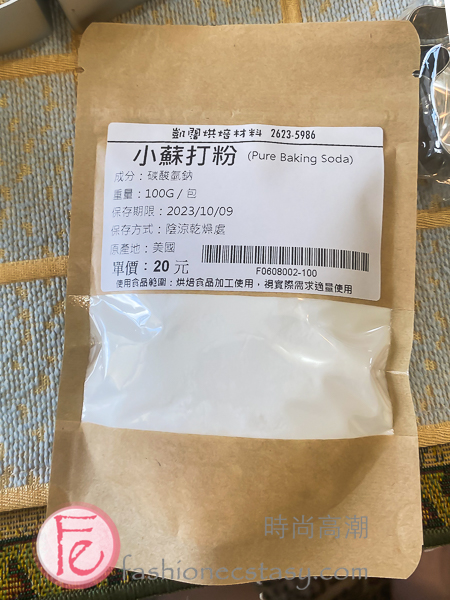 凱闊烘焙材料 2623-5986
小蘇打粉 (Pure Baking Soda)
成分：碳酸氫鈉
重量：100G / 包
保存期限：2023/10/09
保存方式：陰涼乾燥處
原產地：美國
單價：20 元
F0608002-100
使用食品範圍：烘焙食品加工使用，視實際需求適量使用
Fe
時尚高潮
fashionecstasy.com